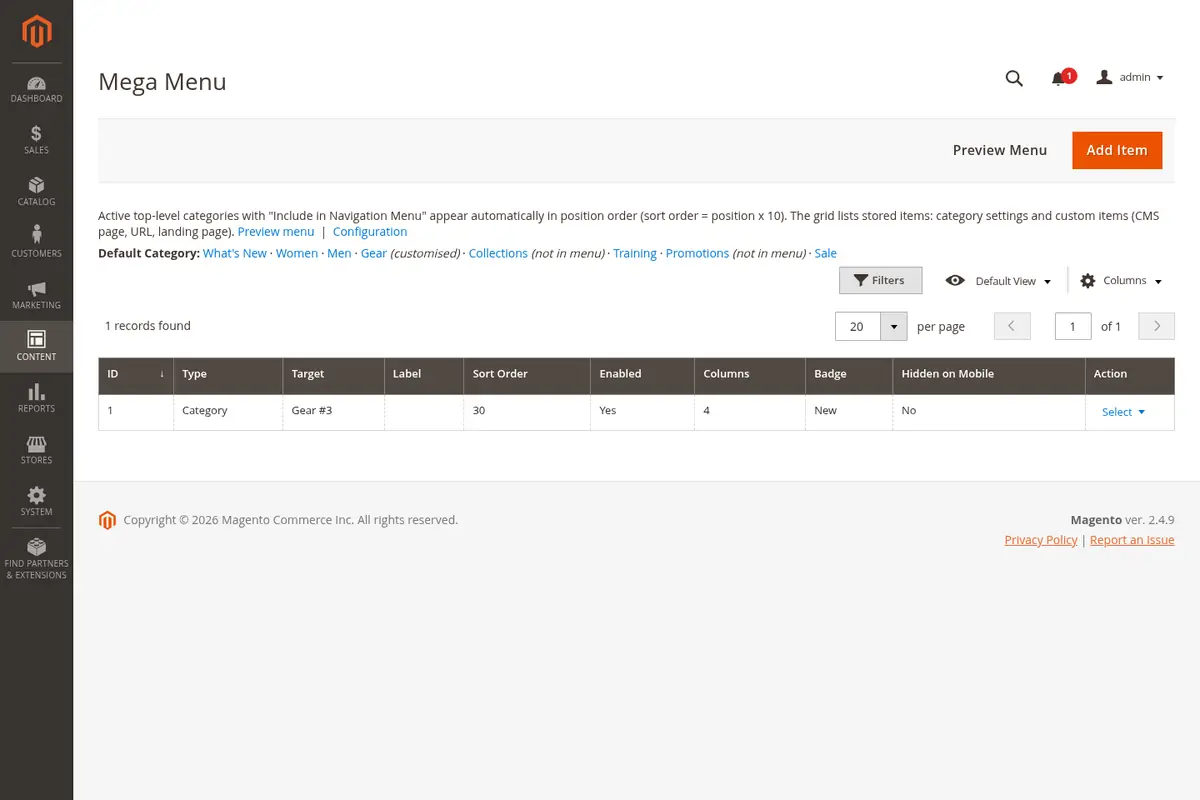 DASHBOARD
SALES
CATALOG
CUSTOMERS
MARKETING
CONTENT
REPORTS
STORES
SYSTEM
FIND PARTNERS
& EXTENSIONS
Mega Menu
1
admin
Preview Menu
Add Item
Active top-level categories with "Include in Navigation Menu" appear automatically in position order (sort order = position x 10). The grid lists stored items: category settings and custom items (CMS
page, URL, landing page). Preview menu | Configuration
Default Category: What's New · Women · Men · Gear (customised) · Collections (not in menu) · Training · Promotions (not in menu) · Sale
Filters
Default View
Columns
1 records found
20
per page
1
of 1
ID ↓ Type Target Label Sort Order Enabled Columns Badge Hidden on Mobile Action
1 Category Gear #3 30 Yes 4 New No Select
Copyright © 2026 Magento Commerce Inc. All rights reserved.
Magento ver. 2.4.9
Privacy Policy | Report an Issue